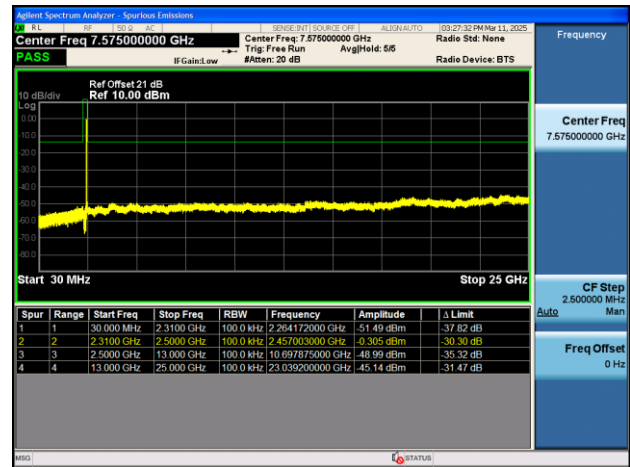 Agilent Spectrum Analyzer - Spurious Emissions
RL RF 50 Ω AC SENSE:INT SOURCE OFF ALIGN AUTO 03:27:32 PM Mar 11, 2025
Center Freq 7.575000000 GHz Center Freq: 7.575000000 GHz Radio Std: None
Trig: Free Run Avg|Hold: 5/5
PASS IFGain:Low #Atten: 20 dB Radio Device: BTS
Frequency
Ref Offset 21 dB
10 dB/div Ref 10.00 dBm
Log
0.00
-10.0
-20.0
-30.0
-40.0
-50.0
-60.0
-70.0
-80.0
Start 30 MHz Stop 25 GHz
Center Freq
7.575000000 GHz
CF Step
2.500000 MHz
Auto Man
Freq Offset
0 Hz
Spur Range Start Freq Stop Freq RBW Frequency Amplitude Δ Limit
1 1 30.000 MHz 2.3100 GHz 100.0 kHz 2.264172000 GHz -51.49 dBm -37.82 dB
2 2 2.3100 GHz 2.5000 GHz 100.0 kHz 2.457003000 GHz -0.305 dBm -30.30 dB
3 3 2.5000 GHz 13.000 GHz 100.0 kHz 10.697875000 GHz -48.99 dBm -35.32 dB
4 4 13.000 GHz 25.000 GHz 100.0 kHz 23.039200000 GHz -45.14 dBm -31.47 dB
MSG STATUS